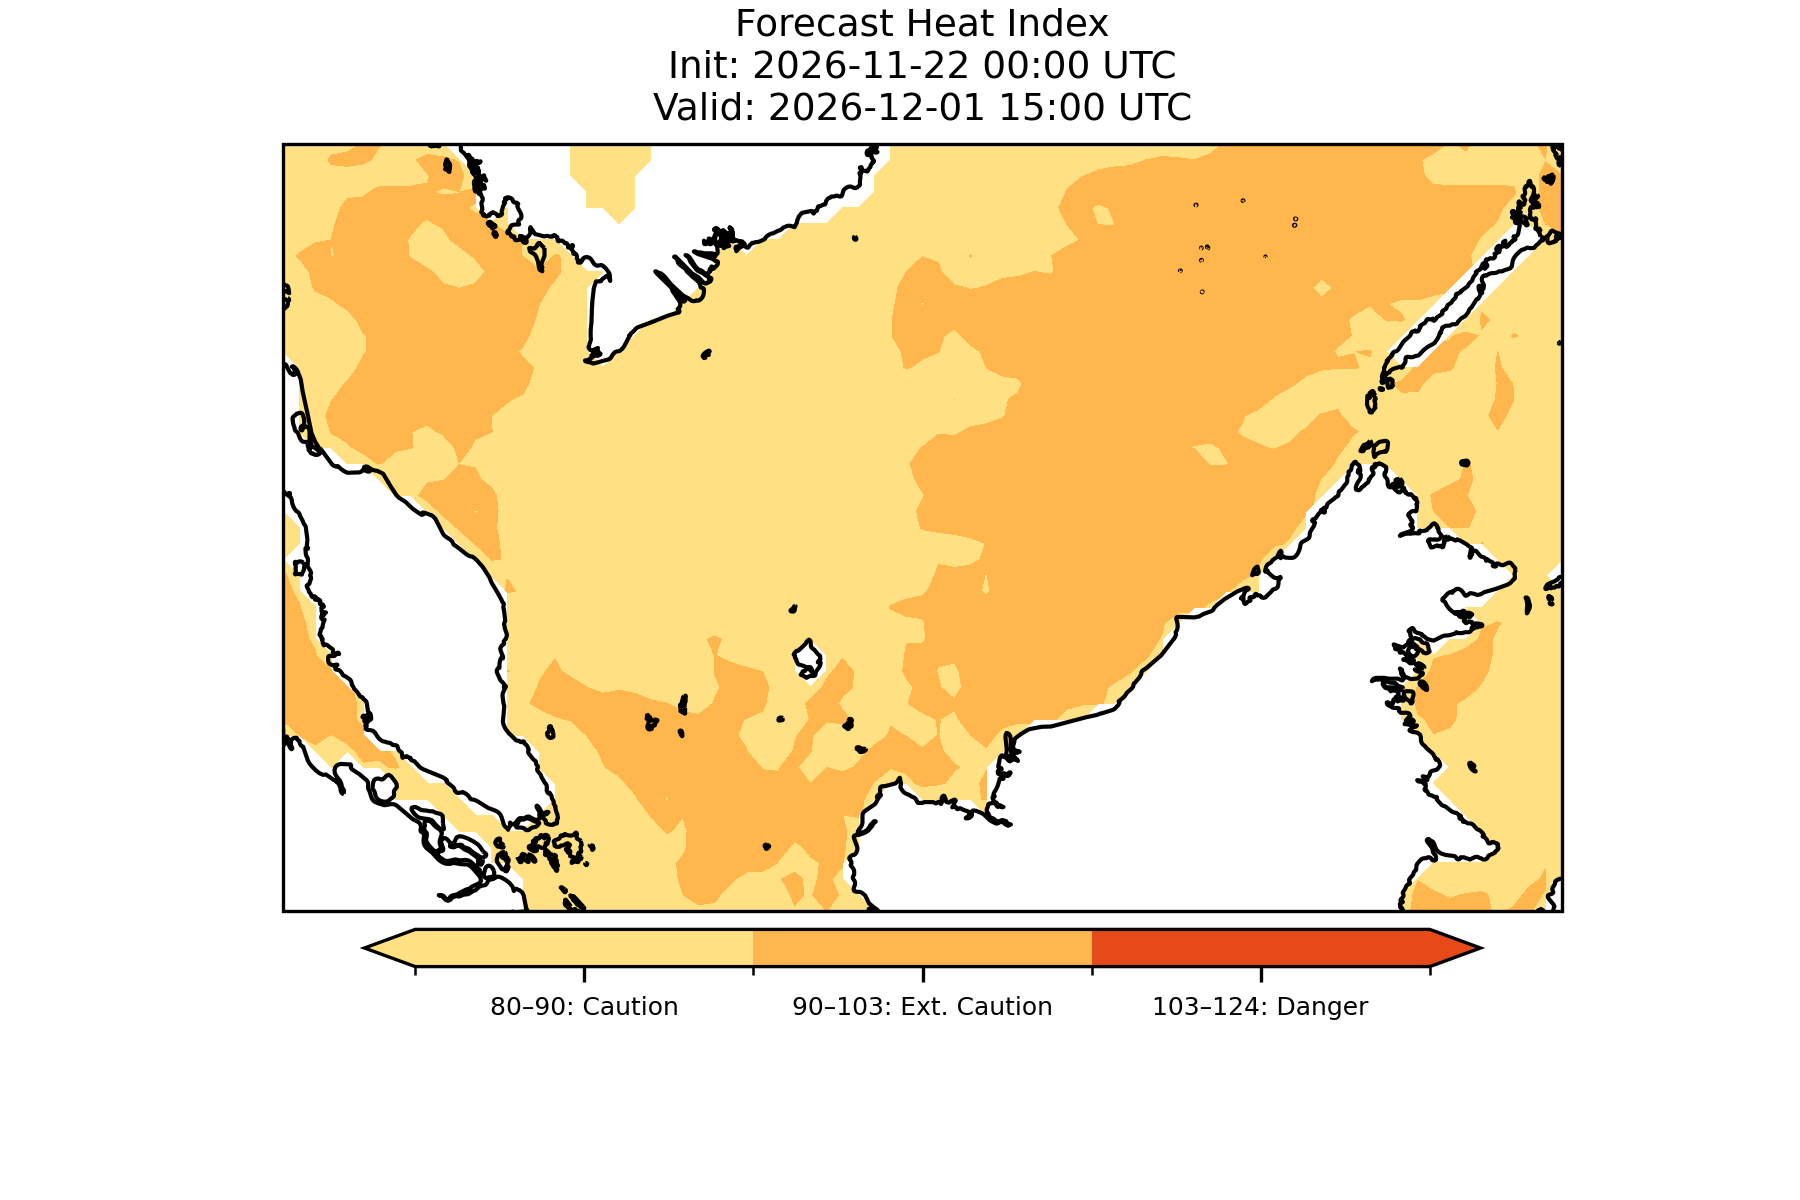 Forecast Heat Index
Init: 2026-11-22 00:00 UTC
Valid: 2026-12-01 15:00 UTC
80–90: Caution
90–103: Ext. Caution
103–124: Danger